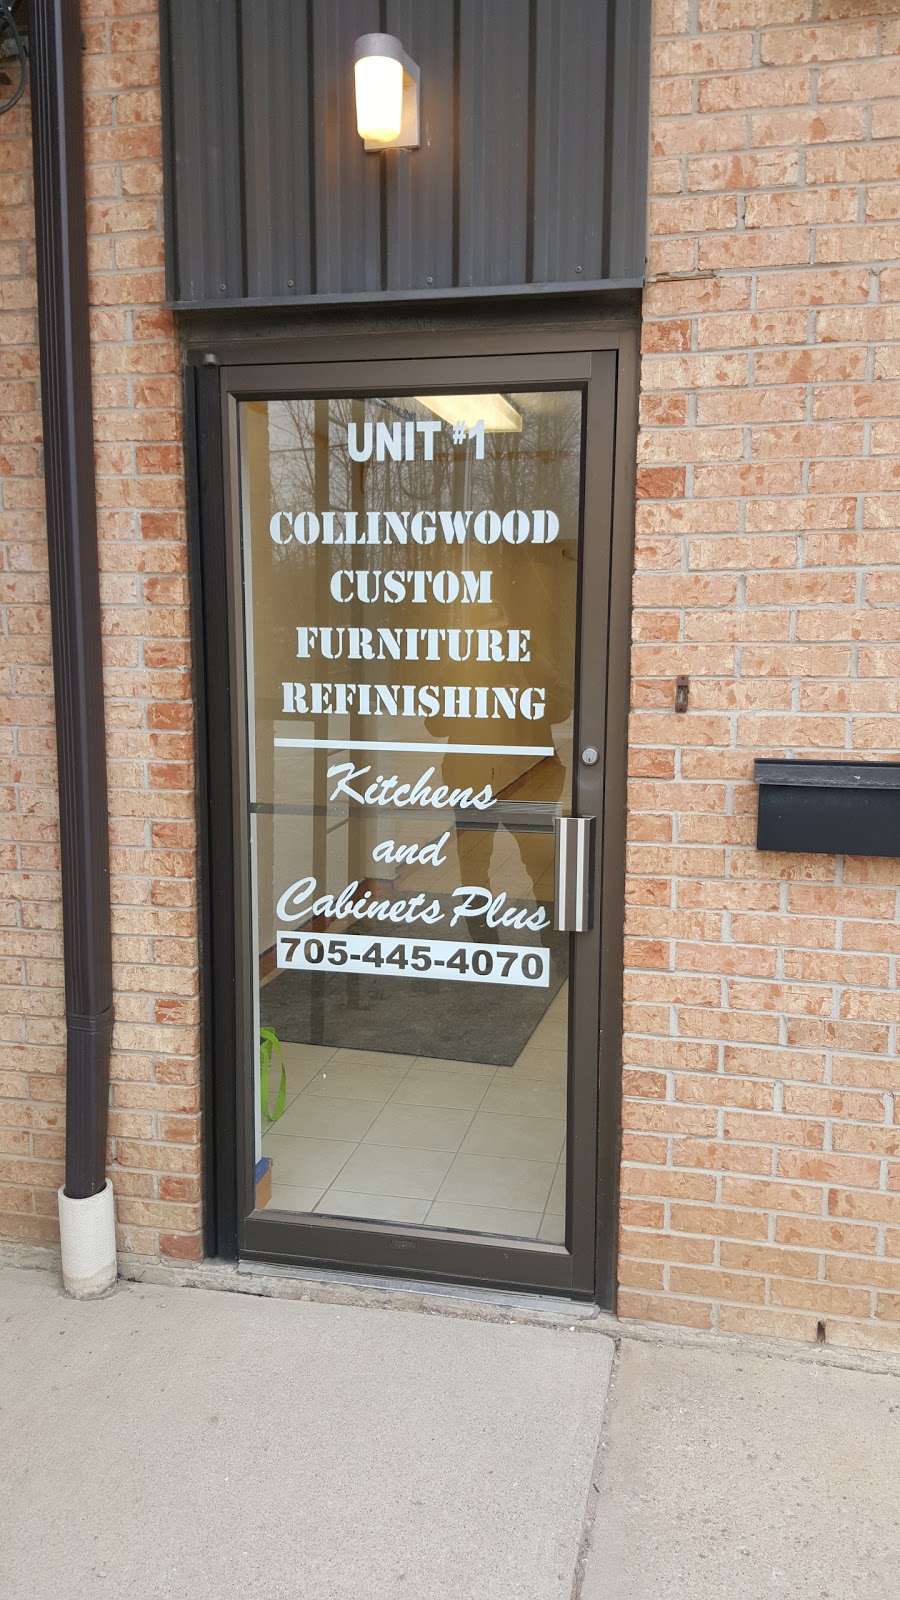 UNIT #1
COLLINGWOOD
CUSTOM
FURNITURE
REFINISHING
Kitchens
and
Cabinets Plus
705-445-4070